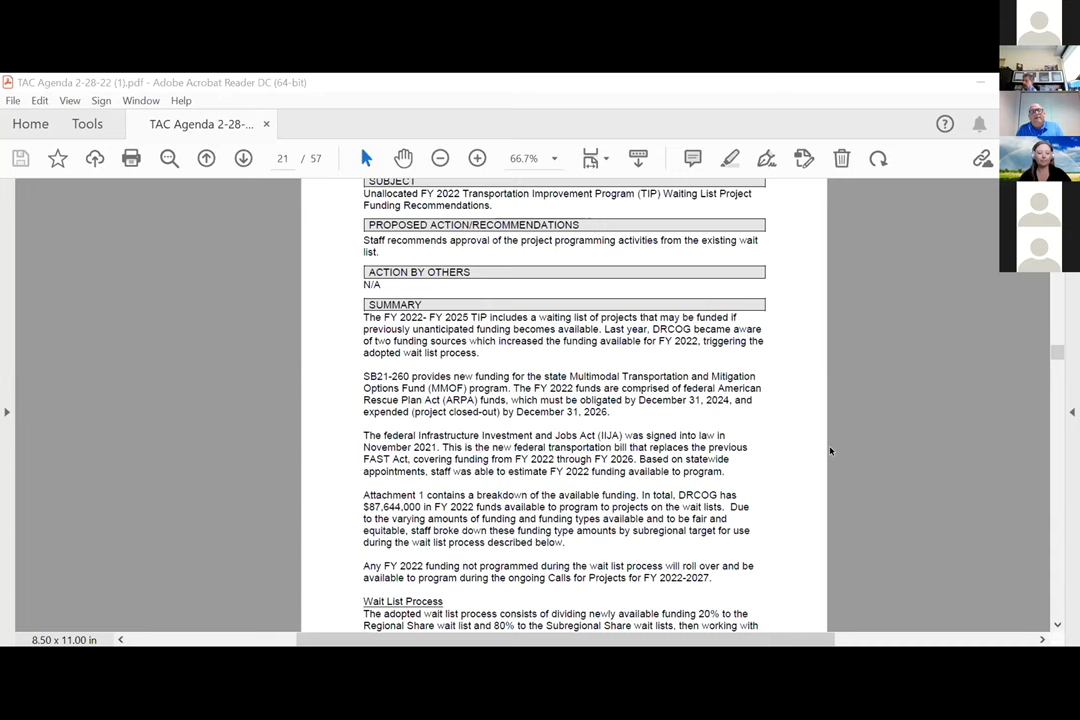 TAC Agenda 2-28-22 (1).pdf - Adobe Acrobat Reader DC (64-bit)
File Edit View Sign Window Help
Home Tools TAC Agenda 2-28-... ×
21 / 57 66.7%
SUBJECT
Unallocated FY 2022 Transportation Improvement Program (TIP) Waiting List Project
Funding Recommendations.
PROPOSED ACTION/RECOMMENDATIONS
Staff recommends approval of the project programming activities from the existing wait
list.
ACTION BY OTHERS
N/A
SUMMARY
The FY 2022- FY 2025 TIP includes a waiting list of projects that may be funded if
previously unanticipated funding becomes available. Last year, DRCOG became aware
of two funding sources which increased the funding available for FY 2022, triggering the
adopted wait list process.
SB21-260 provides new funding for the state Multimodal Transportation and Mitigation
Options Fund (MMOF) program. The FY 2022 funds are comprised of federal American
Rescue Plan Act (ARPA) funds, which must be obligated by December 31, 2024, and
expended (project closed-out) by December 31, 2026.
The federal Infrastructure Investment and Jobs Act (IIJA) was signed into law in
November 2021. This is the new federal transportation bill that replaces the previous
FAST Act, covering funding from FY 2022 through FY 2026. Based on statewide
appointments, staff was able to estimate FY 2022 funding available to program.
Attachment 1 contains a breakdown of the available funding. In total, DRCOG has
$87,644,000 in FY 2022 funds available to program to projects on the wait lists. Due
to the varying amounts of funding and funding types available and to be fair and
equitable, staff broke down these funding type amounts by subregional target for use
during the wait list process described below.
Any FY 2022 funding not programmed during the wait list process will roll over and be
available to program during the ongoing Calls for Projects for FY 2022-2027.
Wait List Process
The adopted wait list process consists of dividing newly available funding 20% to the
Regional Share wait list and 80% to the Subregional Share wait lists, then working with
8.50 x 11.00 in